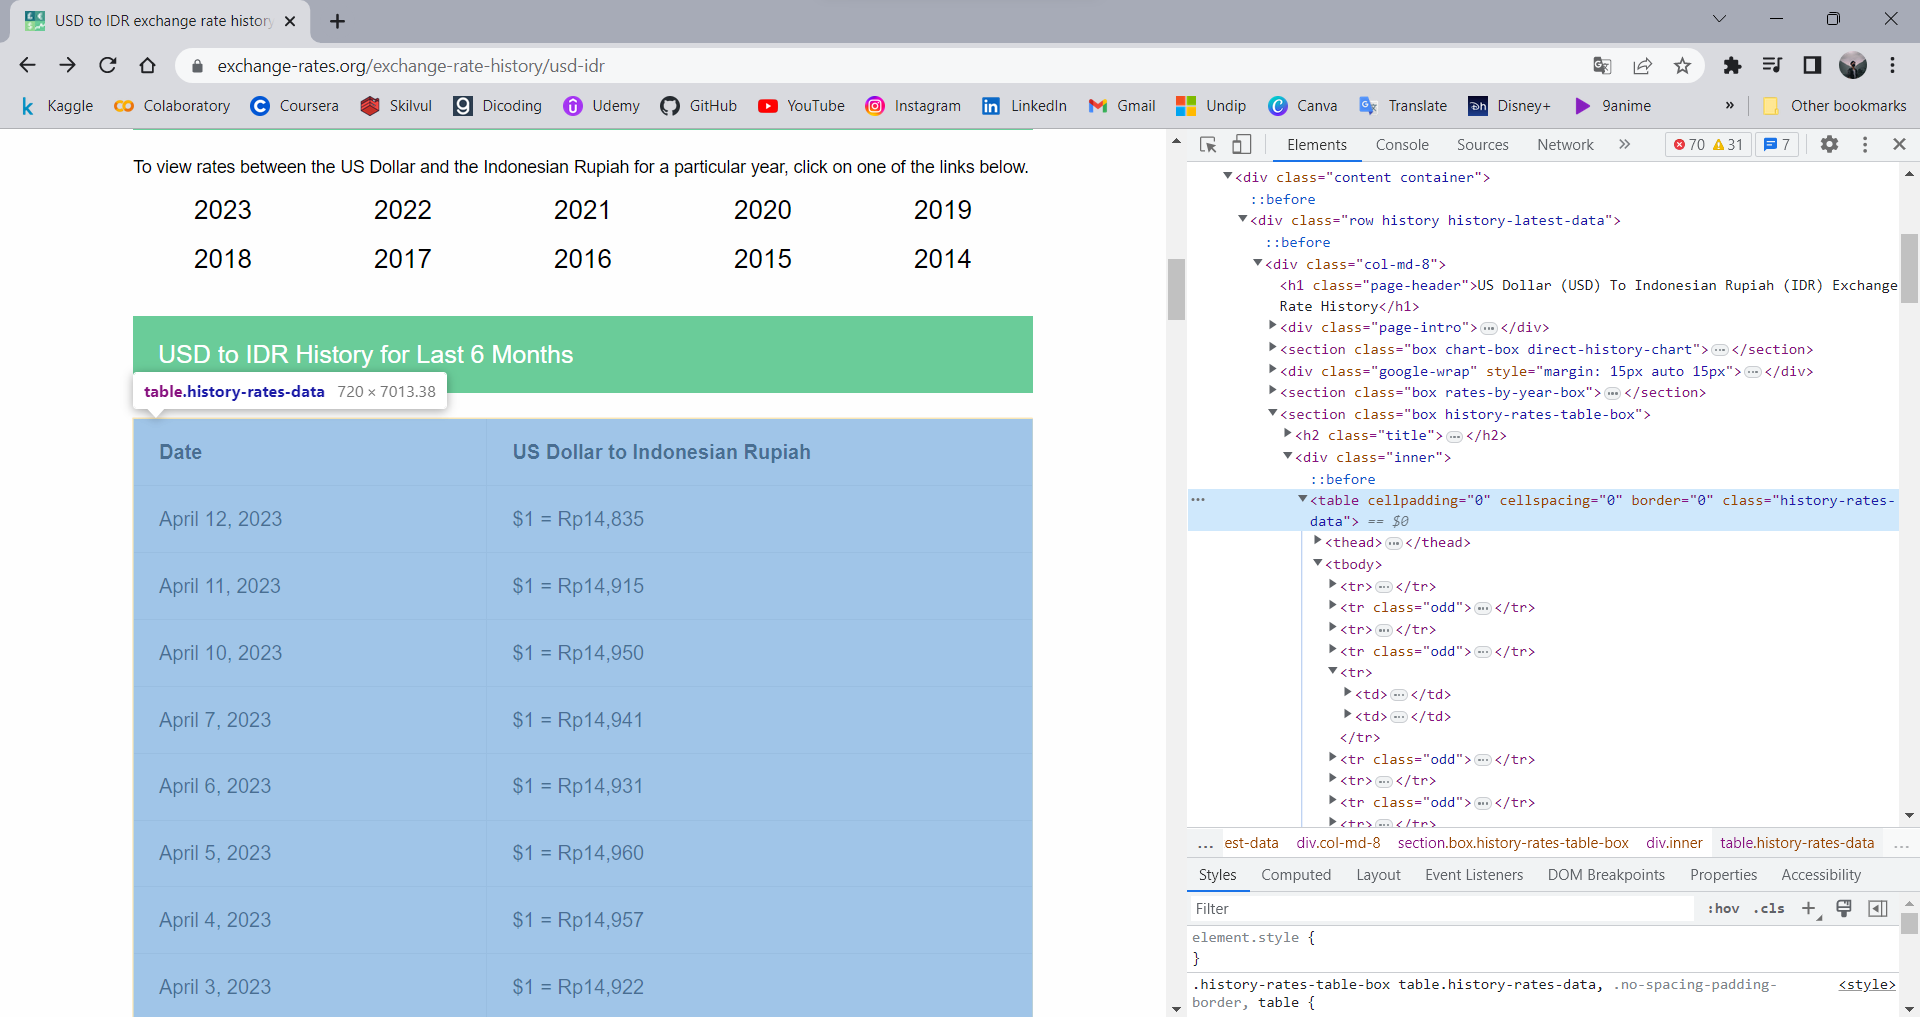 USD to IDR exchange rate history
exchange-rates.org/exchange-rate-history/usd-idr
Kaggle Colaboratory Coursera Skilvul Dicoding Udemy GitHub YouTube Instagram LinkedIn Gmail Undip Canva Translate Disney+ 9anime » Other bookmarks
To view rates between the US Dollar and the Indonesian Rupiah for a particular year, click on one of the links below.
2023 2022 2021 2020 2019
2018 2017 2016 2015 2014
USD to IDR History for Last 6 Months
table.history-rates-data 720 × 7013.38
Date US Dollar to Indonesian Rupiah
April 12, 2023 $1 = Rp14,835
April 11, 2023 $1 = Rp14,915
April 10, 2023 $1 = Rp14,950
April 7, 2023 $1 = Rp14,941
April 6, 2023 $1 = Rp14,931
April 5, 2023 $1 = Rp14,960
April 4, 2023 $1 = Rp14,957
April 3, 2023 $1 = Rp14,922
Elements Console Sources Network » 70 31 7
<div class="content container">
::before
<div class="row history history-latest-data">
::before
<div class="col-md-8">
<h1 class="page-header">US Dollar (USD) To Indonesian Rupiah (IDR) Exchange
Rate History</h1>
<div class="page-intro">…</div>
<section class="box chart-box direct-history-chart">…</section>
<div class="google-wrap" style="margin: 15px auto 15px">…</div>
<section class="box rates-by-year-box">…</section>
<section class="box history-rates-table-box">
<h2 class="title">…</h2>
<div class="inner">
::before
… <table cellpadding="0" cellspacing="0" border="0" class="history-rates-
data"> == $0
<thead>…</thead>
<tbody>
<tr>…</tr>
<tr class="odd">…</tr>
<tr>…</tr>
<tr class="odd">…</tr>
<tr>
<td>…</td>
<td>…</td>
</tr>
<tr class="odd">…</tr>
<tr>…</tr>
<tr class="odd">…</tr>
<tr>…</tr>
… est-data div.col-md-8 section.box.history-rates-table-box div.inner table.history-rates-data …
Styles Computed Layout Event Listeners DOM Breakpoints Properties Accessibility
Filter :hov .cls +
element.style {
}
.history-rates-table-box table.history-rates-data, .no-spacing-padding- <style>
border, table {